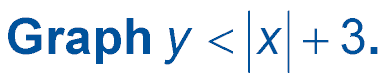 Graph y < |x| + 3.